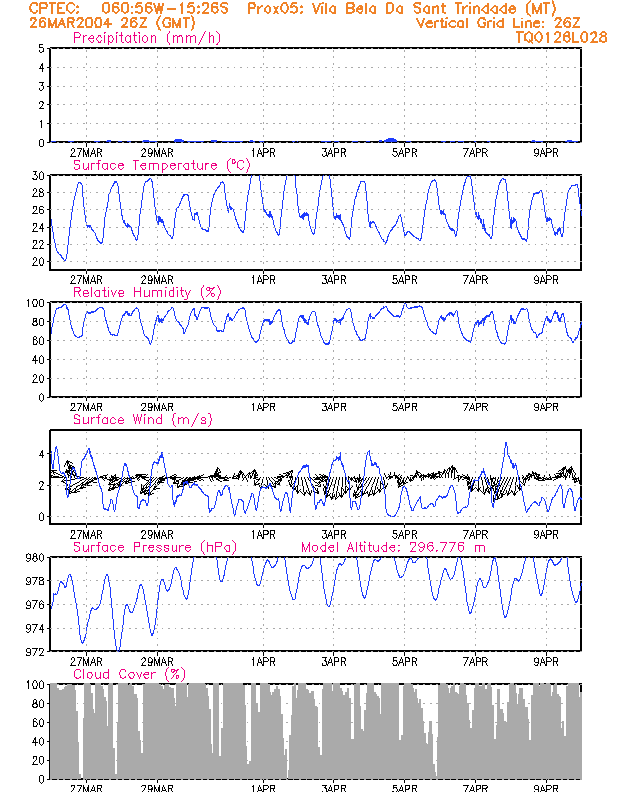 CPTEC: 060:56W-15:26S Prox05: Vila Bela Da Sant Trindade (MT)
26MAR2004 26Z (GMT) Vertical Grid Line: 26Z
Precipitation (mm/h) TQ0126L028
5
4
3
2
1
0
27MAR 29MAR 1APR 3APR 5APR 7APR 9APR
Surface Temperature (°C)
30
28
26
24
22
20
27MAR 29MAR 1APR 3APR 5APR 7APR 9APR
Relative Humidity (%)
100
80
60
40
20
0
27MAR 29MAR 1APR 3APR 5APR 7APR 9APR
Surface Wind (m/s)
4
2
0
27MAR 29MAR 1APR 3APR 5APR 7APR 9APR
Surface Pressure (hPa) Model Altitude: 296.776 m
980
978
976
974
972
27MAR 29MAR 1APR 3APR 5APR 7APR 9APR
Cloud Cover (%)
100
80
60
40
20
0
27MAR 29MAR 1APR 3APR 5APR 7APR 9APR